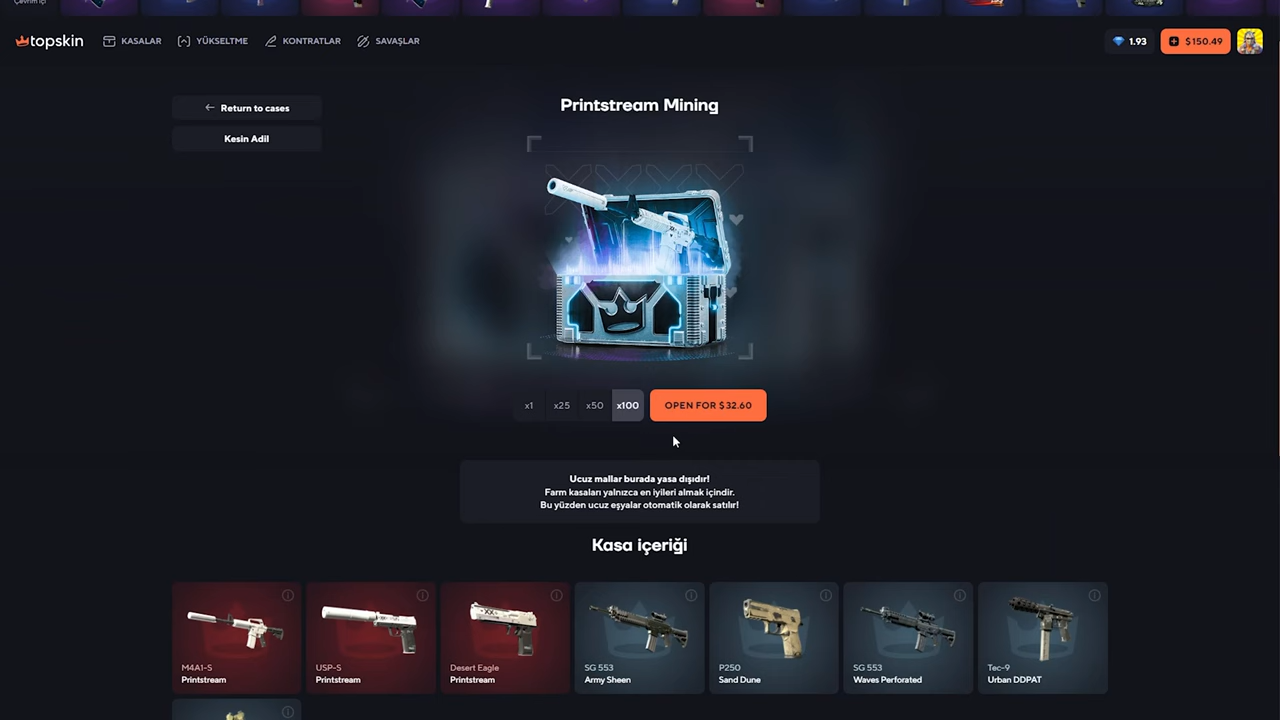 Çevrim içi
topskin
KASALAR
YÜKSELTME
KONTRATLAR
SAVAŞLAR
1.93
$150.49
← Return to cases
Kesin Adil
Printstream Mining
x1
x25
x50
x100
OPEN FOR $32.60
Ucuz mallar burada yasa dışıdır!
Farm kasaları yalnızca en iyileri almak içindir.
Bu yüzden ucuz eşyalar otomatik olarak satılır!
Kasa içeriği
M4A1-S
Printstream
USP-S
Printstream
Desert Eagle
Printstream
SG 553
Army Sheen
P250
Sand Dune
SG 553
Waves Perforated
Tec-9
Urban DDPAT